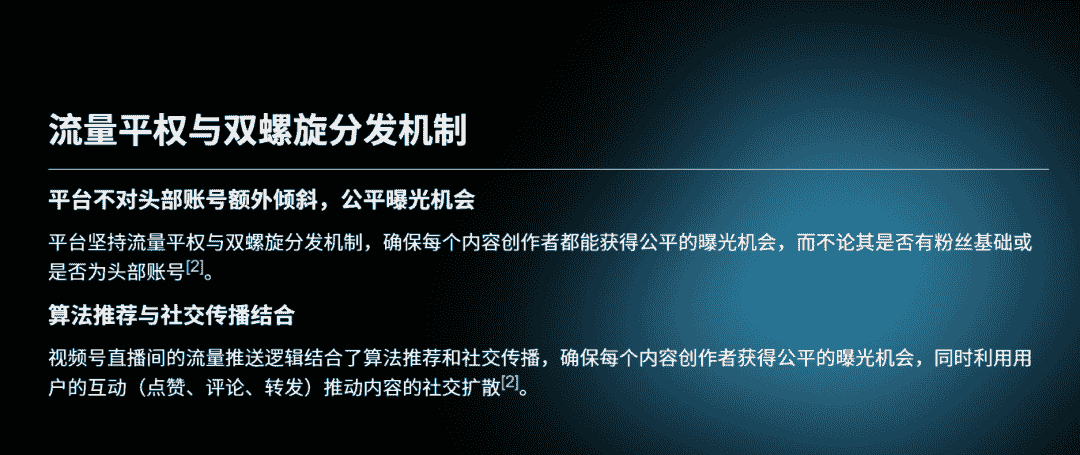 流量平权与双螺旋分发机制
平台不对头部账号额外倾斜，公平曝光机会
平台坚持流量平权与双螺旋分发机制，确保每个内容创作者都能获得公平的曝光机会，而不论其是否有粉丝基础或
是否为头部账号[2]。
算法推荐与社交传播结合
视频号直播间的流量推送逻辑结合了算法推荐和社交传播，确保每个内容创作者获得公平的曝光机会，同时利用用
户的互动（点赞、评论、转发）推动内容的社交扩散[2]。